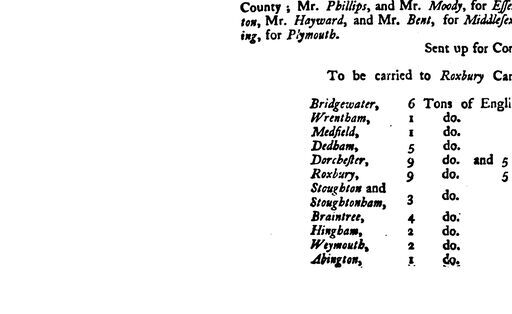 County ; Mr. Phillips, and Mr. Moody, for Eſſe
ton, Mr. Hayward, and Mr. Bent, for Middleſex
ing, for Plymouth.
Sent up for Con
To be carried to Roxbury Cam
Bridgewater, 6 Tons of Engli
Wrentham, 1 do.
Medfield, 1 do.
Dedham, 5 do.
Dorcheſter, 9 do. and 5
Roxbury, 9 do. 5
Stoughton and
Stoughtonham, 3 do.
Braintree, 4 do.
Hingham, 2 do.
Weymouth, 2 do.
Abington, 1 do.